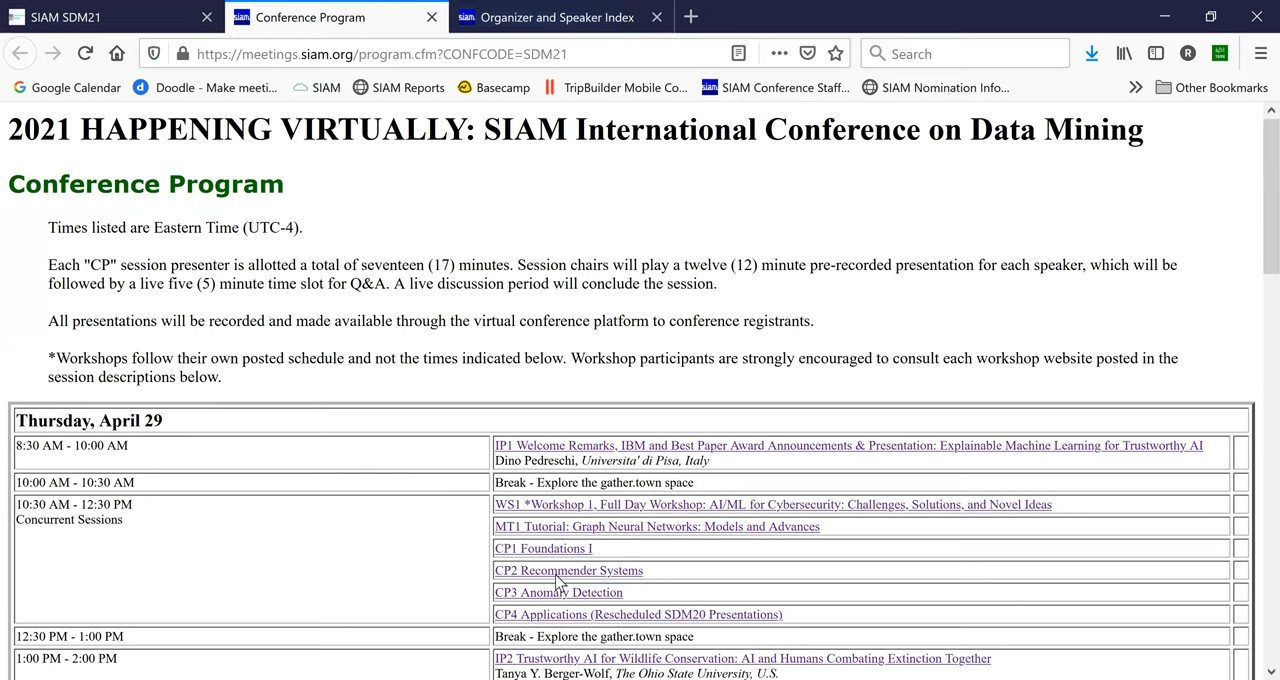 SIAM SDM21
Conference Program
Organizer and Speaker Index
https://meetings.siam.org/program.cfm?CONFCODE=SDM21
Search
Google Calendar
Doodle - Make meeti...
SIAM
SIAM Reports
Basecamp
TripBuilder Mobile Co...
SIAM Conference Staff...
SIAM Nomination Info...
Other Bookmarks
2021 HAPPENING VIRTUALLY: SIAM International Conference on Data Mining
Conference Program
Times listed are Eastern Time (UTC-4).
Each "CP" session presenter is allotted a total of seventeen (17) minutes. Session chairs will play a twelve (12) minute pre-recorded presentation for each speaker, which will be
followed by a live five (5) minute time slot for Q&A. A live discussion period will conclude the session.
All presentations will be recorded and made available through the virtual conference platform to conference registrants.
*Workshops follow their own posted schedule and not the times indicated below. Workshop participants are strongly encouraged to consult each workshop website posted in the
session descriptions below.
Thursday, April 29
8:30 AM - 10:00 AM
IP1 Welcome Remarks, IBM and Best Paper Award Announcements & Presentation: Explainable Machine Learning for Trustworthy AI
Dino Pedreschi, Universita' di Pisa, Italy
10:00 AM - 10:30 AM
Break - Explore the gather.town space
10:30 AM - 12:30 PM
Concurrent Sessions
WS1 *Workshop 1, Full Day Workshop: AI/ML for Cybersecurity: Challenges, Solutions, and Novel Ideas
MT1 Tutorial: Graph Neural Networks: Models and Advances
CP1 Foundations I
CP2 Recommender Systems
CP3 Anomaly Detection
CP4 Applications (Rescheduled SDM20 Presentations)
12:30 PM - 1:00 PM
Break - Explore the gather.town space
1:00 PM - 2:00 PM
IP2 Trustworthy AI for Wildlife Conservation: AI and Humans Combating Extinction Together
Tanya Y. Berger-Wolf, The Ohio State University, U.S.